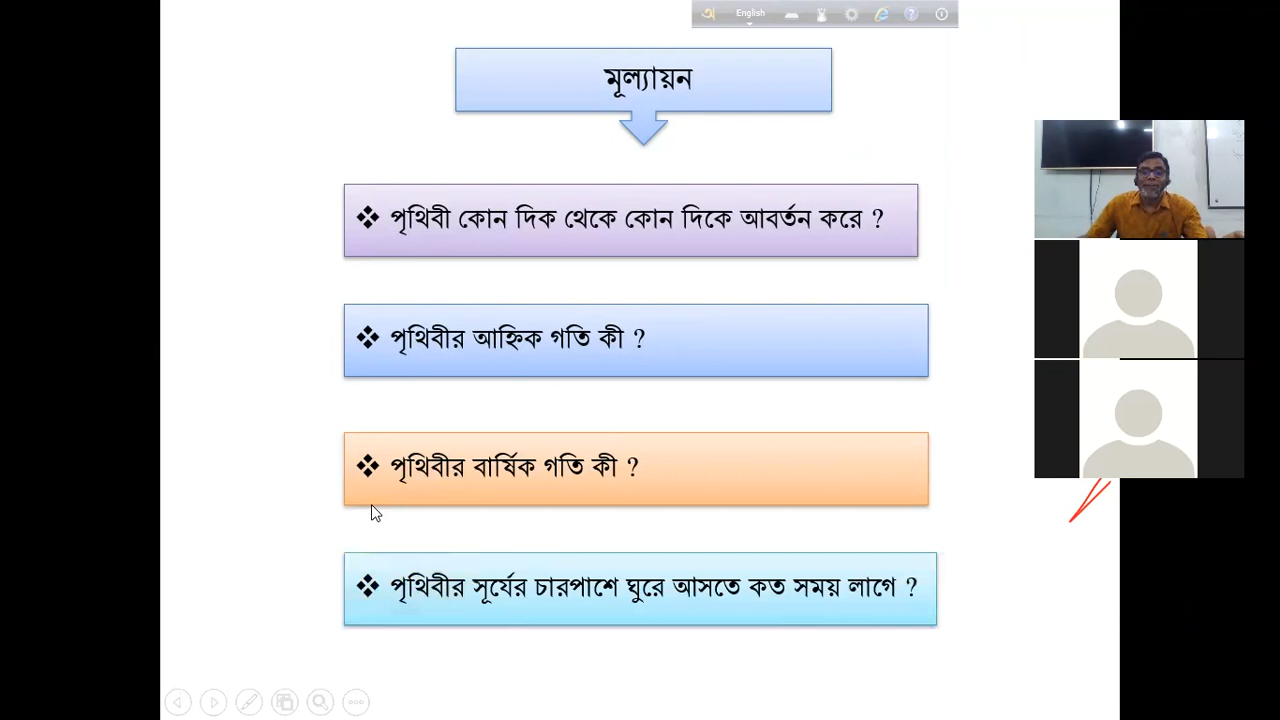 অ English
মূল্যায়ন
❖ পৃথিবী কোন দিক থেকে কোন দিকে আবর্তন করে ?
❖ পৃথিবীর আহ্নিক গতি কী ?
❖ পৃথিবীর বার্ষিক গতি কী ?
❖ পৃথিবীর সূর্যের চারপাশে ঘুরে আসতে কত সময় লাগে ?